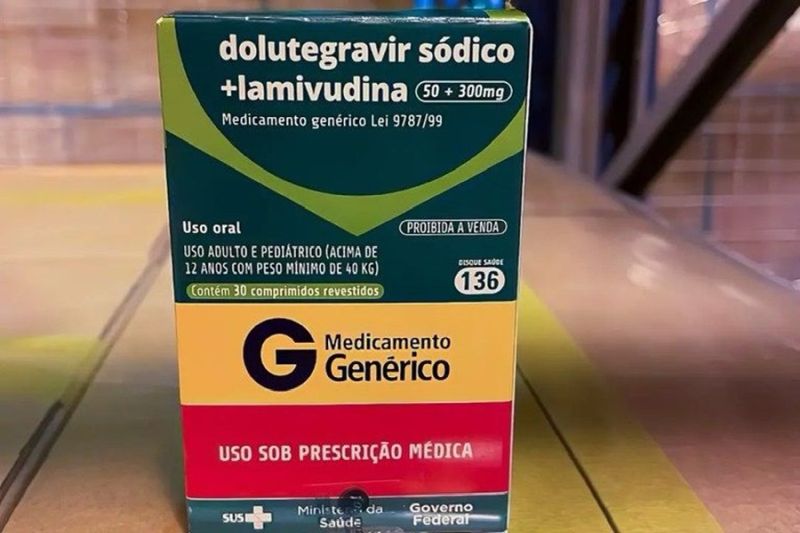 dolutegravir sódico
+lamivudina 50 + 300mg
Medicamento genérico Lei 9787/99
Uso oral
PROIBIDA A VENDA
USO ADULTO E PEDIÁTRICO (ACIMA DE
12 ANOS COM PESO MÍNIMO DE 40 KG)
Contém 30 comprimidos revestidos
DISQUE SAÚDE
136
G Medicamento
Genérico
USO SOB PRESCRIÇÃO MÉDICA
SUS
da
Saúde
Governo
Federal